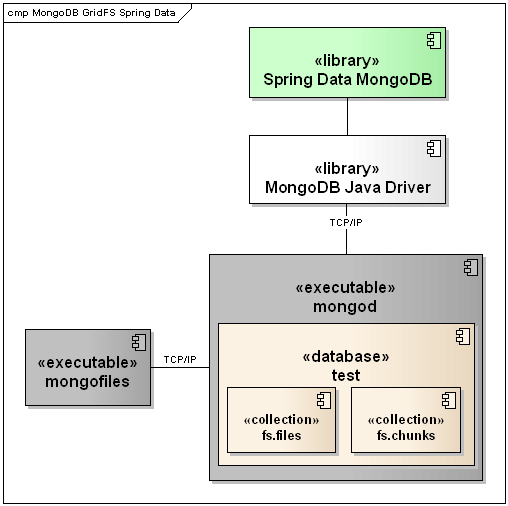 cmp MongoDB GridFS Spring Data
«library»
Spring Data MongoDB
«library»
MongoDB Java Driver
TCP/IP
«executable»
mongod
«executable»
mongofiles
TCP/IP
«database»
test
«collection»
fs.files
«collection»
fs.chunks